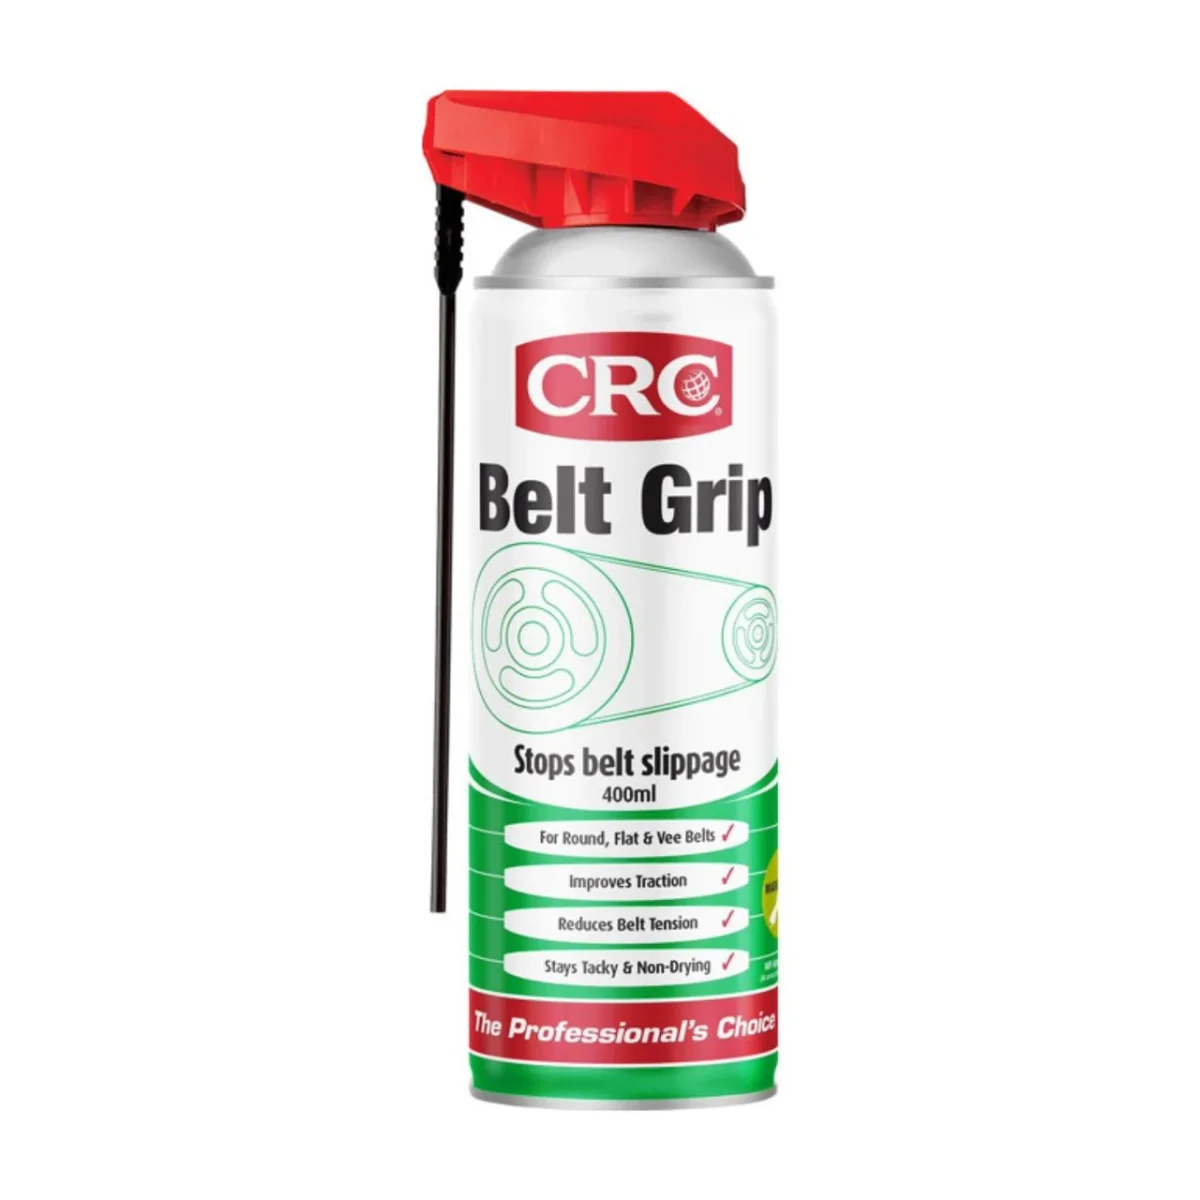 CRC
Belt Grip
Stops belt slippage
400ml
For Round, Flat & Vee Belts ✓
Improves Traction ✓
Reduces Belt Tension ✓
Stays Tacky & Non-Drying ✓
The Professional's Choice